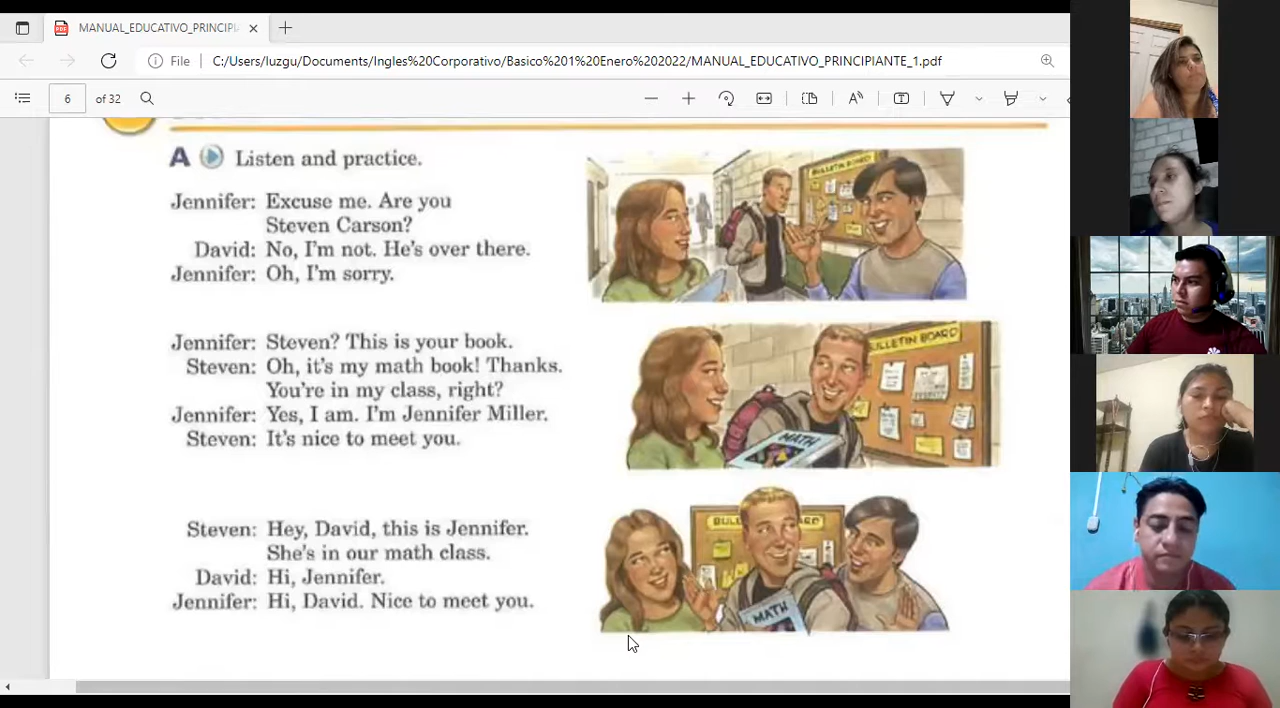 MANUAL_EDUCATIVO_PRINCIPI
File
C:/Users/luzgu/Documents/Ingles%20Corporativo/Basico%201%20Enero%202022/MANUAL_EDUCATIVO_PRINCIPIANTE_1.pdf
6 of 32
A Listen and practice.
Jennifer: Excuse me. Are you
Steven Carson?
David: No, I'm not. He's over there.
Jennifer: Oh, I'm sorry.
BULLETIN BOARD
Jennifer: Steven? This is your book.
Steven: Oh, it's my math book! Thanks.
You're in my class, right?
Jennifer: Yes, I am. I'm Jennifer Miller.
Steven: It's nice to meet you.
BULLETIN BOARD
MATH
Steven: Hey, David, this is Jennifer.
She's in our math class.
David: Hi, Jennifer.
Jennifer: Hi, David. Nice to meet you.
MATH